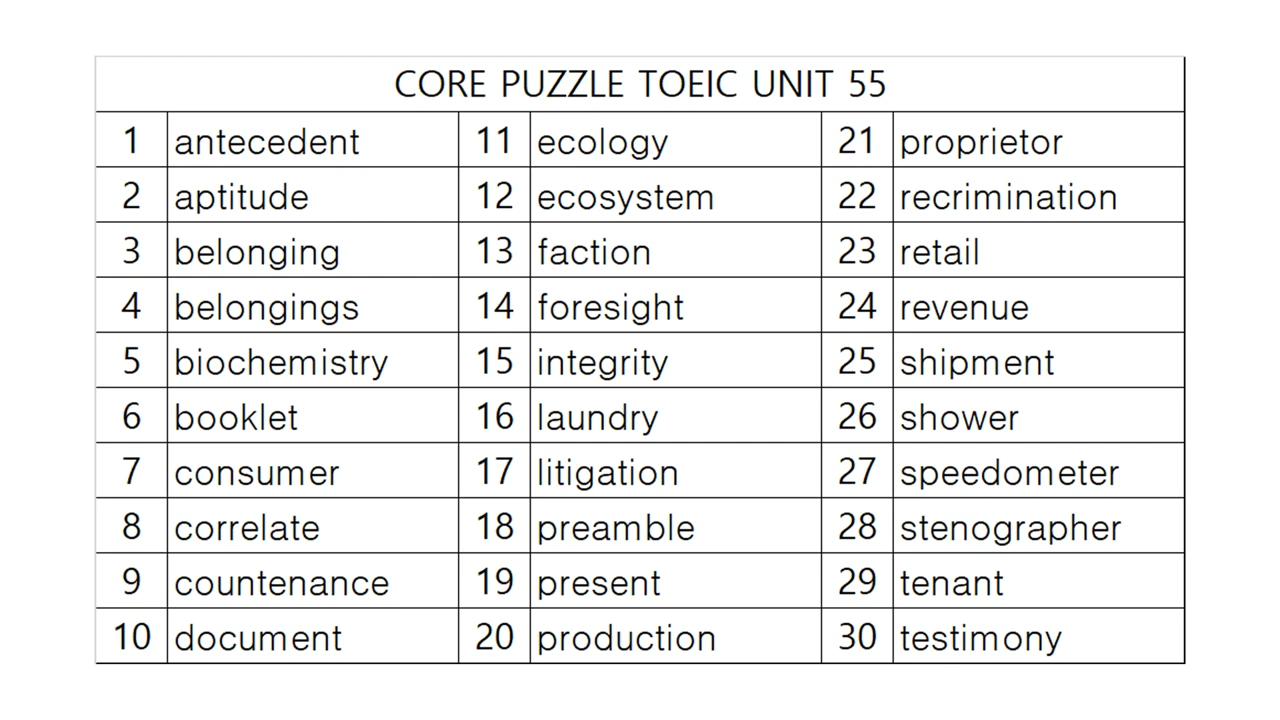 CORE PUZZLE TOEIC UNIT 55
1 antecedent 11 ecology 21 proprietor
2 aptitude 12 ecosystem 22 recrimination
3 belonging 13 faction 23 retail
4 belongings 14 foresight 24 revenue
5 biochemistry 15 integrity 25 shipment
6 booklet 16 laundry 26 shower
7 consumer 17 litigation 27 speedometer
8 correlate 18 preamble 28 stenographer
9 countenance 19 present 29 tenant
10 document 20 production 30 testimony